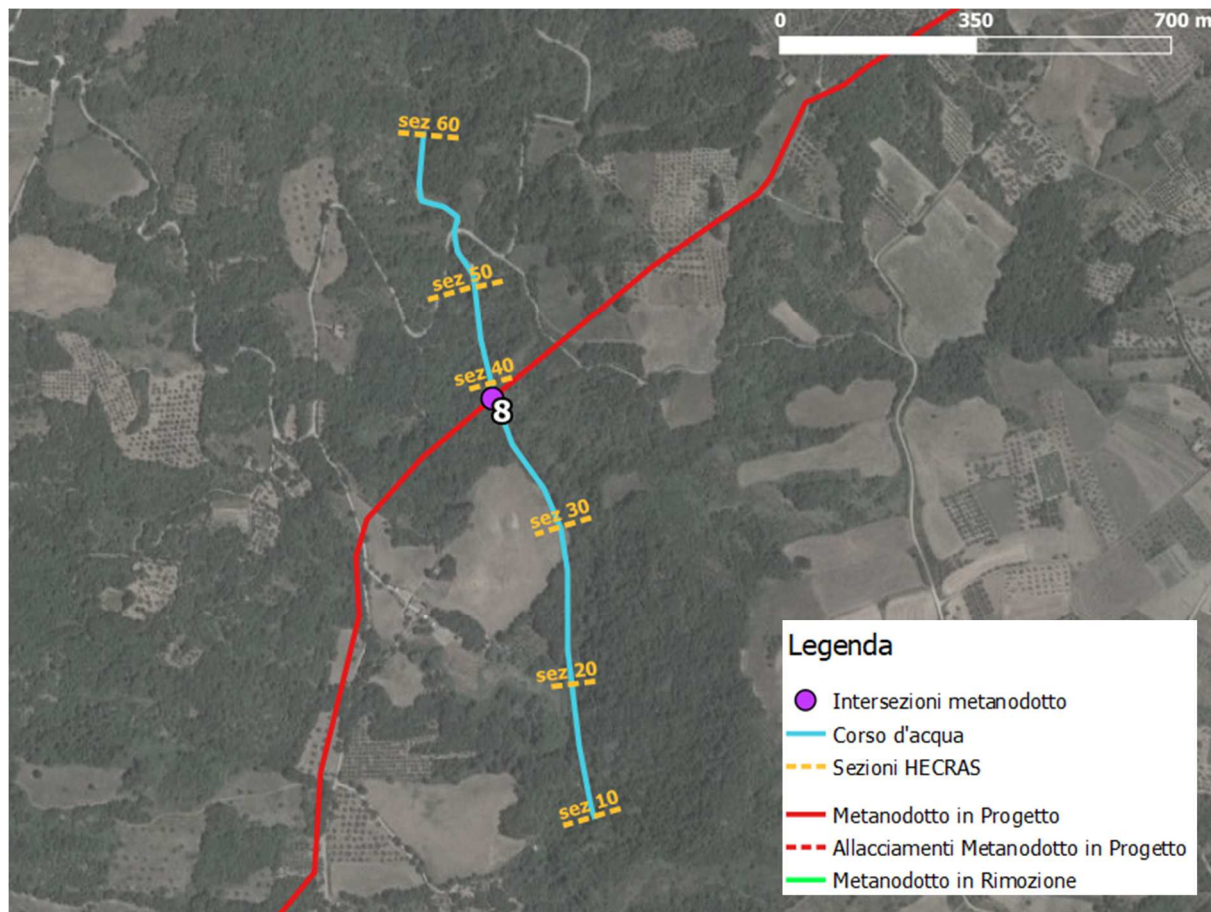 0 350 700 m
sez 60
sez 50
sez 40
8
sez 30
sez 20
sez 10
Legenda
Intersezioni metanodotto
Corso d'acqua
Sezioni HECRAS
Metanodotto in Progetto
Allacciamenti Metanodotto in Progetto
Metanodotto in Rimozione